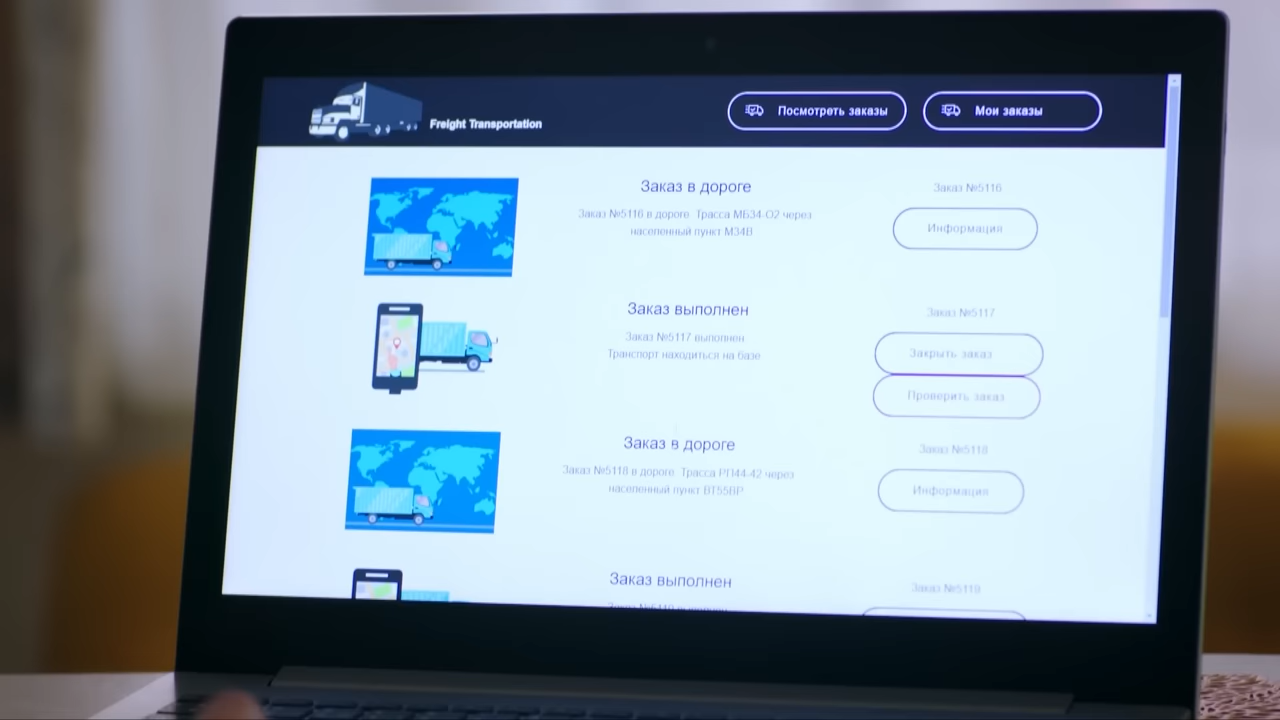 Freight Transportation
Посмотреть заказы
Мои заказы
Заказ в дороге
Заказ №5116 в дороге. Трасса МБ34-О2 через
населенный пункт М34В
Заказ №5116
Информация
Заказ выполнен
Заказ №5117 выполнен
Транспорт находиться на базе
Заказ №5117
Закрыть заказ
Проверить заказ
Заказ в дороге
Заказ №5118 в дороге. Трасса РП44-42 через
населенный пункт ВТ55ВР
Заказ №5118
Информация
Заказ выполнен
Заказ №5119